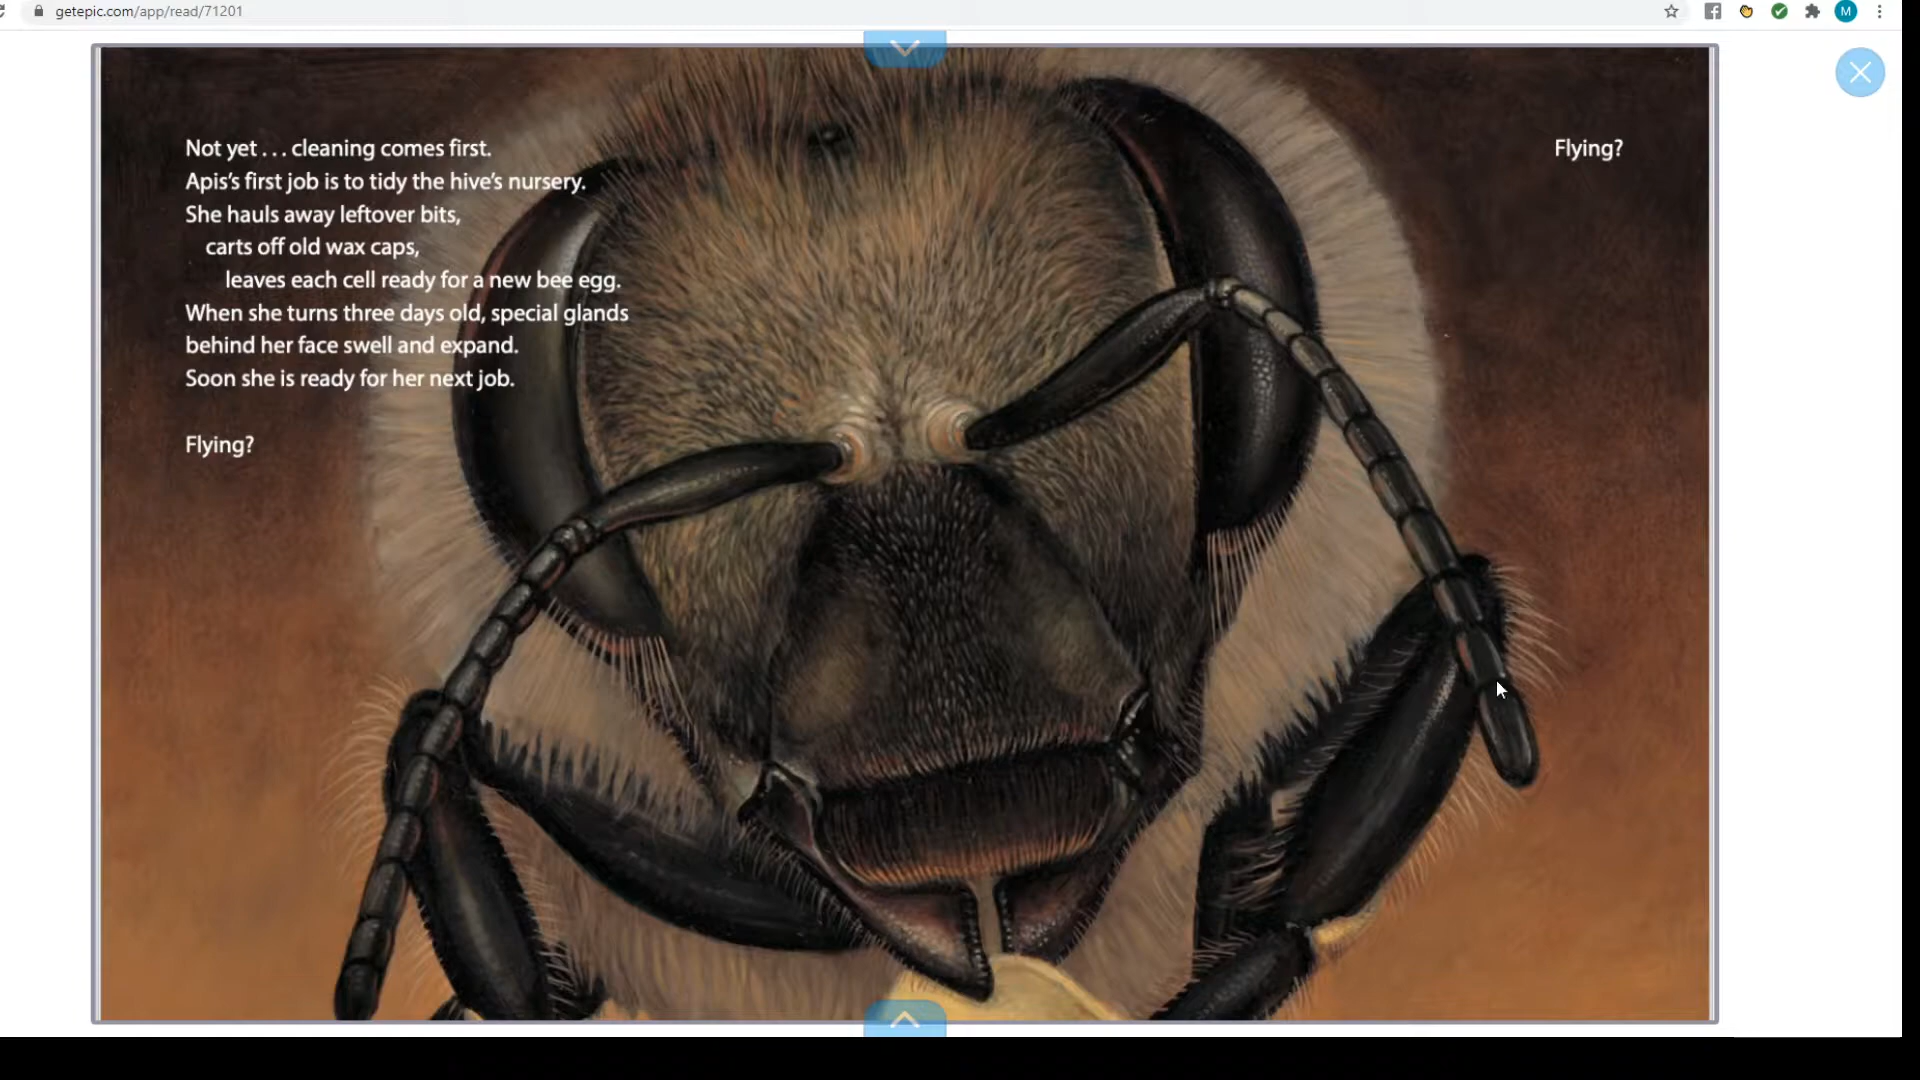 getepic.com/app/read/71201
M
Not yet . . . cleaning comes first.
Apis's first job is to tidy the hive's nursery.
She hauls away leftover bits,
carts off old wax caps,
leaves each cell ready for a new bee egg.
When she turns three days old, special glands
behind her face swell and expand.
Soon she is ready for her next job.
Flying?
Flying?